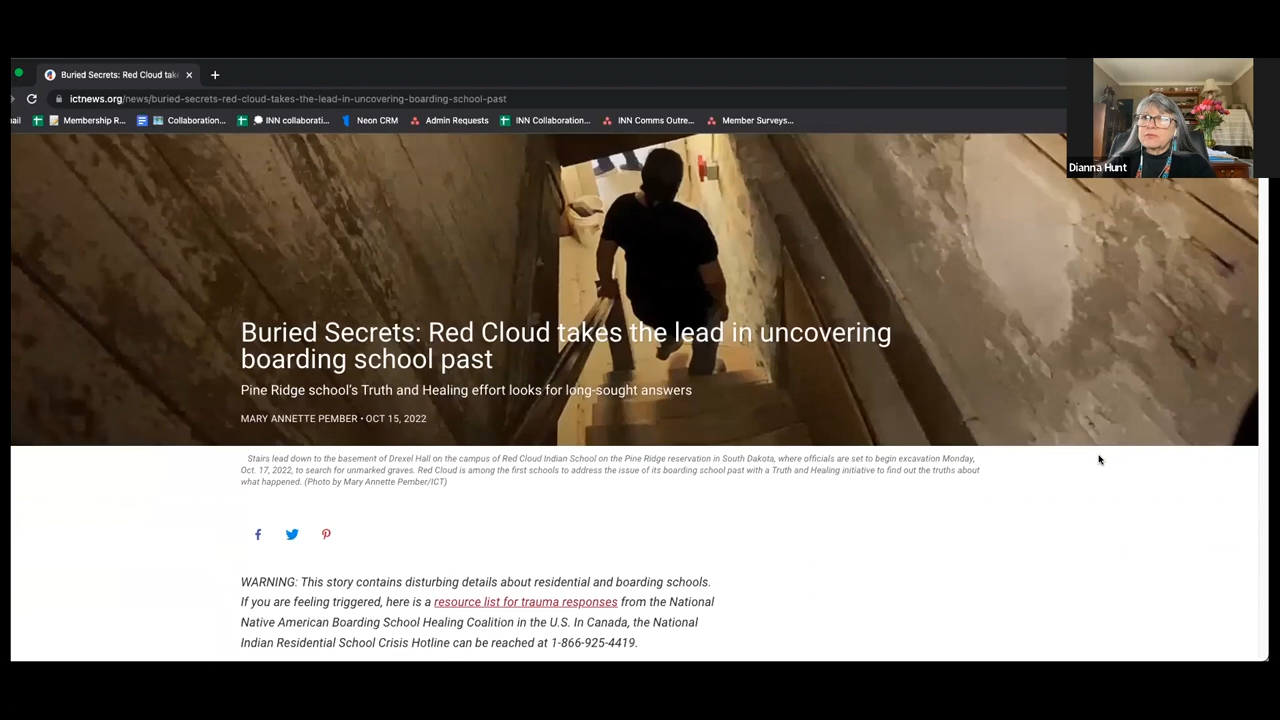 Buried Secrets: Red Cloud tak
ictnews.org/news/buried-secrets-red-cloud-takes-the-lead-in-uncovering-boarding-school-past
ail Membership R... Collaboration... INN collaborati... Neon CRM Admin Requests INN Collaboration... INN Comms Outre... Member Surveys...
Dianna Hunt
Buried Secrets: Red Cloud takes the lead in uncovering
boarding school past
Pine Ridge school's Truth and Healing effort looks for long-sought answers
MARY ANNETTE PEMBER • OCT 15, 2022
Stairs lead down to the basement of Drexel Hall on the campus of Red Cloud Indian School on the Pine Ridge reservation in South Dakota, where officials are set to begin excavation Monday,
Oct. 17, 2022, to search for unmarked graves. Red Cloud is among the first schools to address the issue of its boarding school past with a Truth and Healing initiative to find out the truths about
what happened. (Photo by Mary Annette Pember/ICT)
WARNING: This story contains disturbing details about residential and boarding schools.
If you are feeling triggered, here is a resource list for trauma responses from the National
Native American Boarding School Healing Coalition in the U.S. In Canada, the National
Indian Residential School Crisis Hotline can be reached at 1-866-925-4419.